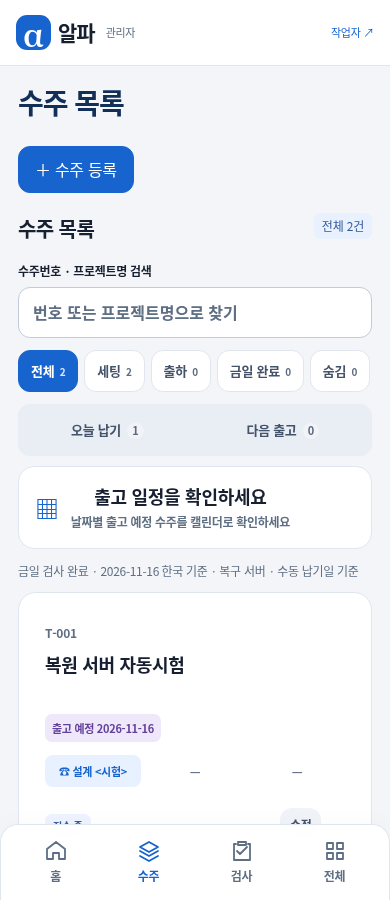 α 알파 관리자 작업자 ↗
수주 목록
+ 수주 등록
수주 목록 전체 2건
수주번호 · 프로젝트명 검색
번호 또는 프로젝트명으로 찾기
전체 2 세팅 2 출하 0 금일 완료 0 숨김 0
오늘 납기 1 다음 출고 0
출고 일정을 확인하세요
날짜별 출고 예정 수주를 캘린더로 확인하세요
금일 검사 완료 · 2026-11-16 한국 기준 · 복구 서버 · 수동 납기일 기준
T-001
복원 서버 자동시험
출고 예정 2026-11-16
☎ 설계 <시험> — —
홈 수주 검사 전체